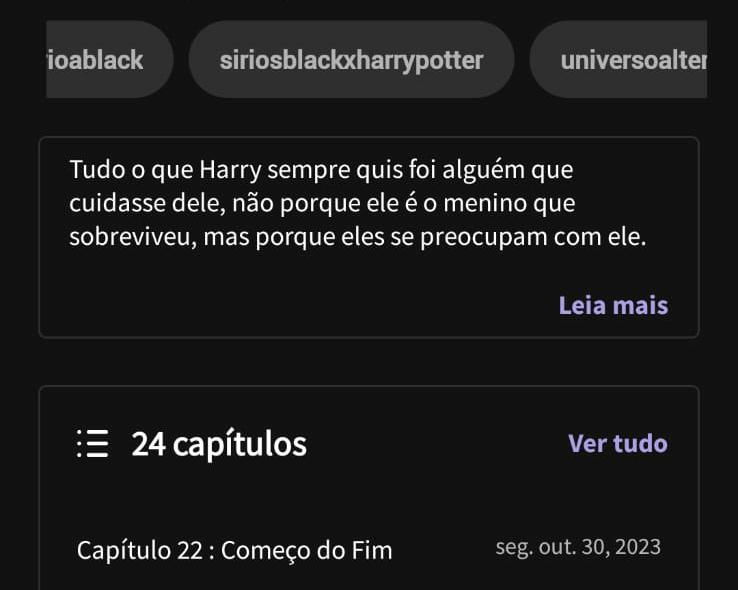 ioablack siriosblackxharrypotter universoalter
Tudo o que Harry sempre quis foi alguém que
cuidasse dele, não porque ele é o menino que
sobreviveu, mas porque eles se preocupam com ele.
Leia mais
24 capítulos Ver tudo
Capítulo 22 : Começo do Fim seg. out. 30, 2023